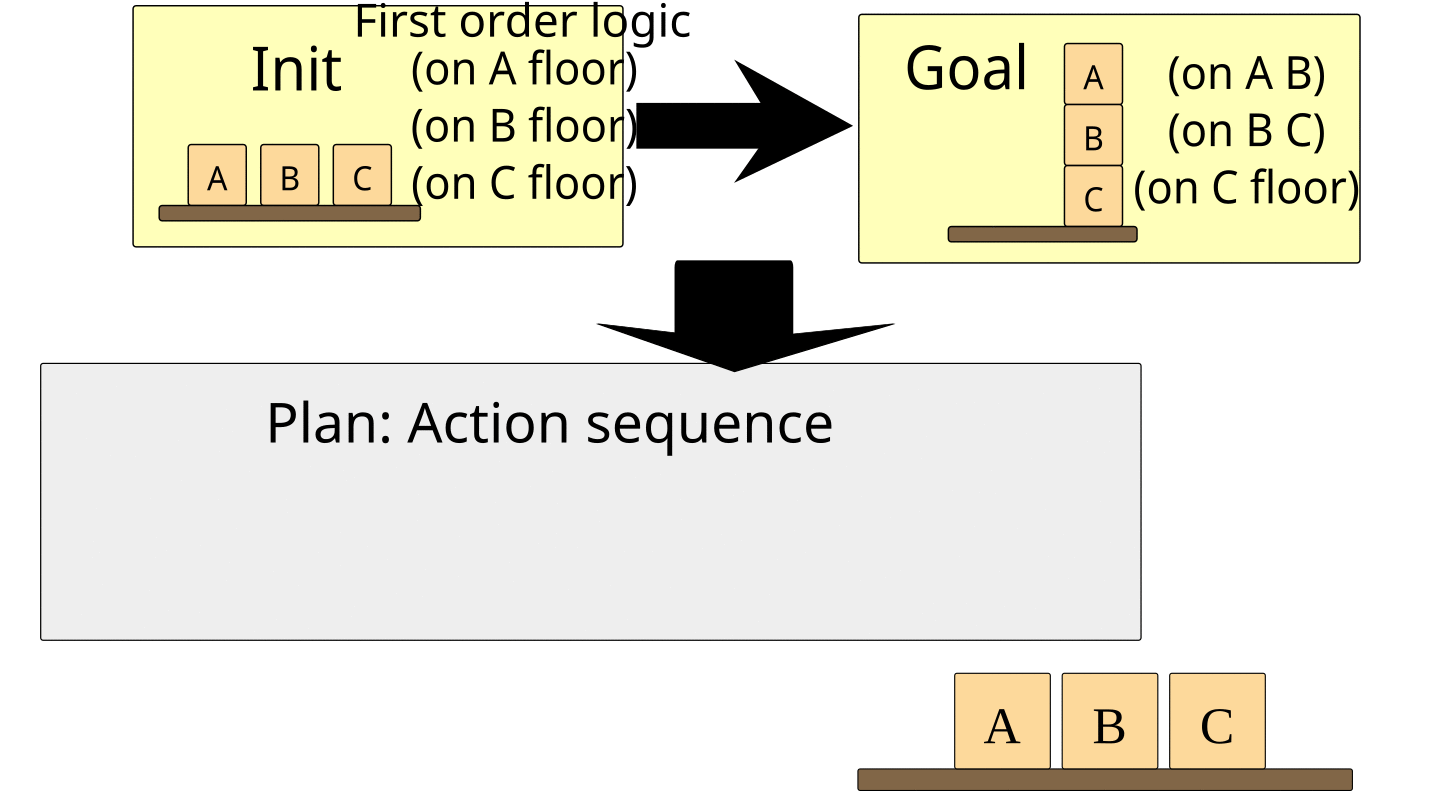 First order logic
Init
(on A floor)
(on B floor)
(on C floor)
A B C
Goal
(on A B)
(on B C)
(on C floor)
A
B
C
Plan: Action sequence
A B C